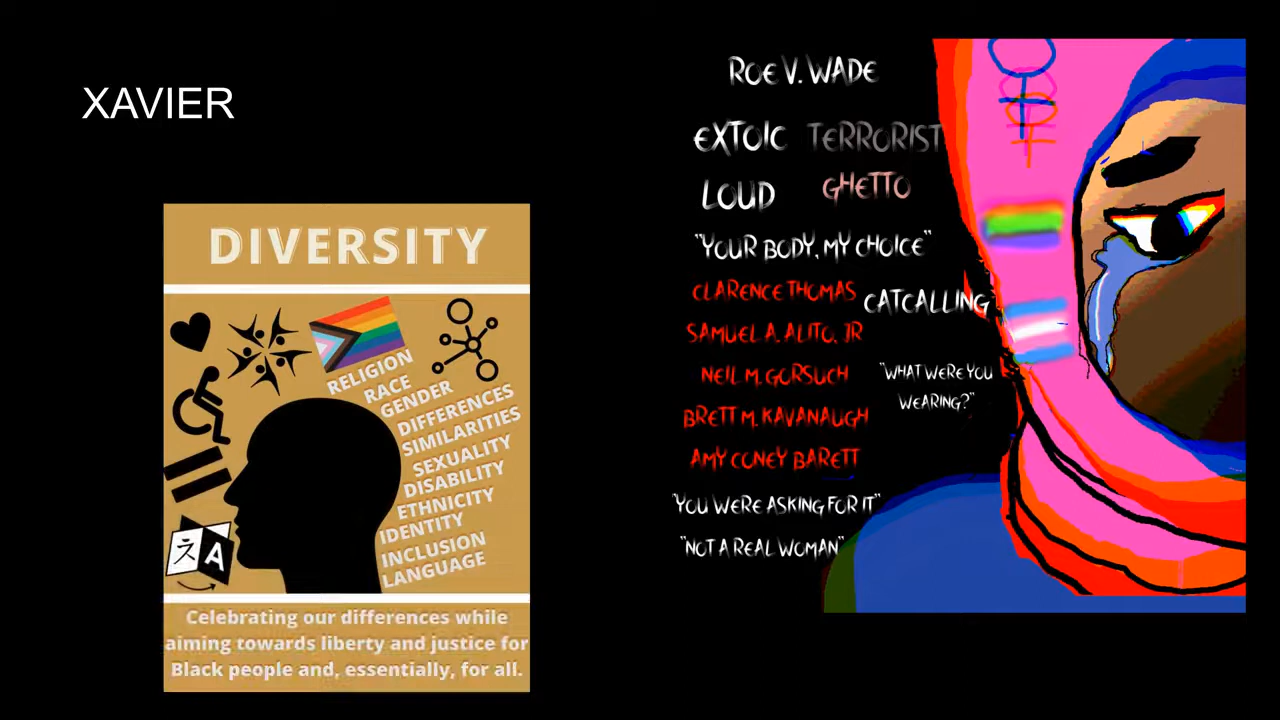 XAVIER
DIVERSITY
RELIGION
RACE
GENDER
DIFFERENCES
SIMILARITIES
SEXUALITY
DISABILITY
ETHNICITY
IDENTITY
INCLUSION
LANGUAGE
A
Celebrating our differences while
aiming towards liberty and justice for
Black people and, essentially, for all.
ROE V. WADE
EXTOIC TERRORIST
LOUD GHETTO
"YOUR BODY, MY CHOICE"
CLARENCE THOMAS
CATCALLING
SAMUEL A. ALITO, JR
NEIL M. GORSUCH
"WHAT WERE YOU
WEARING?"
BRETT M. KAVANAUGH
AMY CONEY BARETT
"YOU WERE ASKING FOR IT"
"NOT A REAL WOMAN"